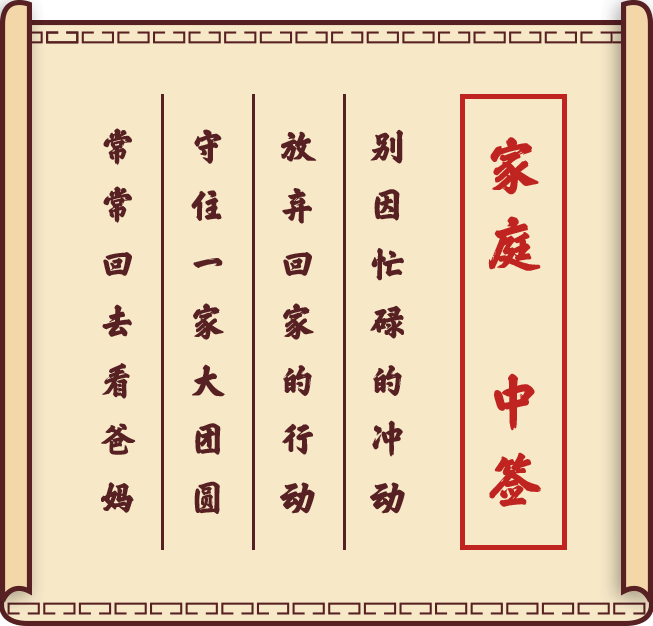 家庭 中签
别因忙碌的冲动
放弃回家的行动
守住一家大团圆
常常回去看爸妈